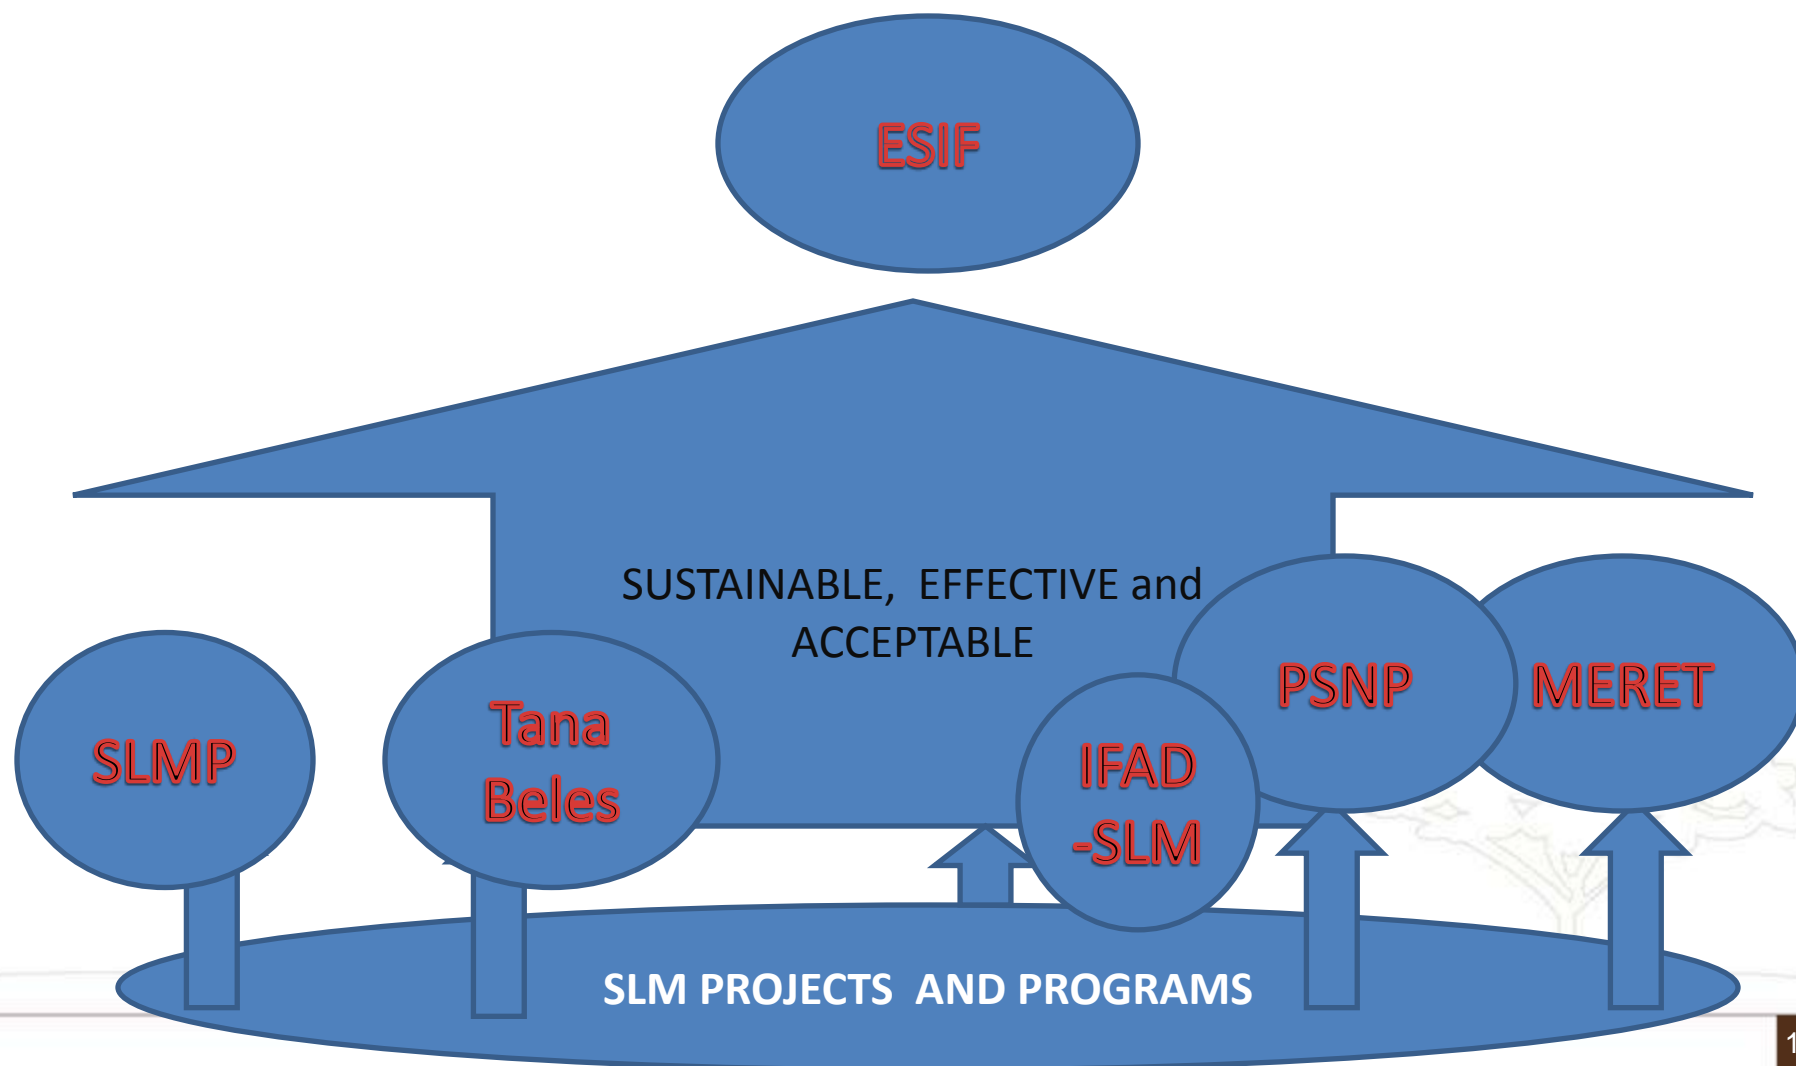 ESIF
SUSTAINABLE, EFFECTIVE and
ACCEPTABLE
SLMP
Tana
Beles
IFAD
-SLM
PSNP
MERET
SLM PROJECTS AND PROGRAMS